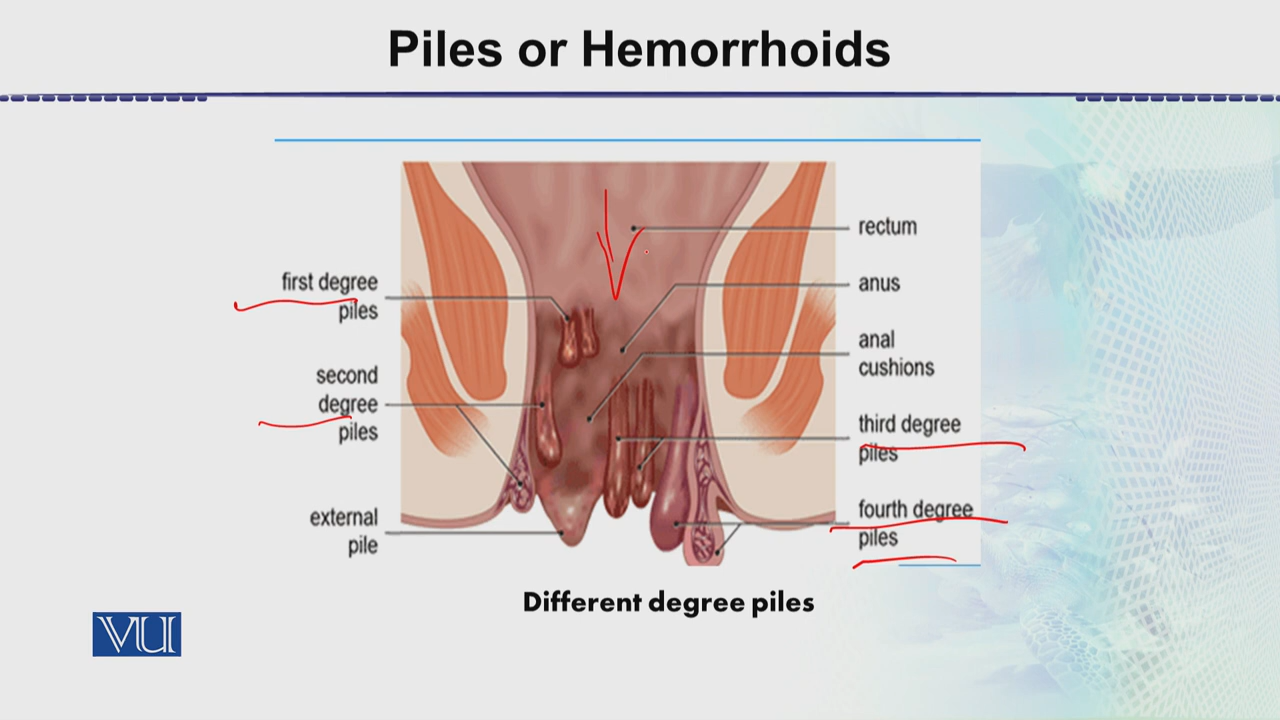 Piles or Hemorrhoids
rectum
first degree
piles
anus
anal
cushions
second
degree
piles
third degree
piles
fourth degree
piles
external
pile
Different degree piles
VU